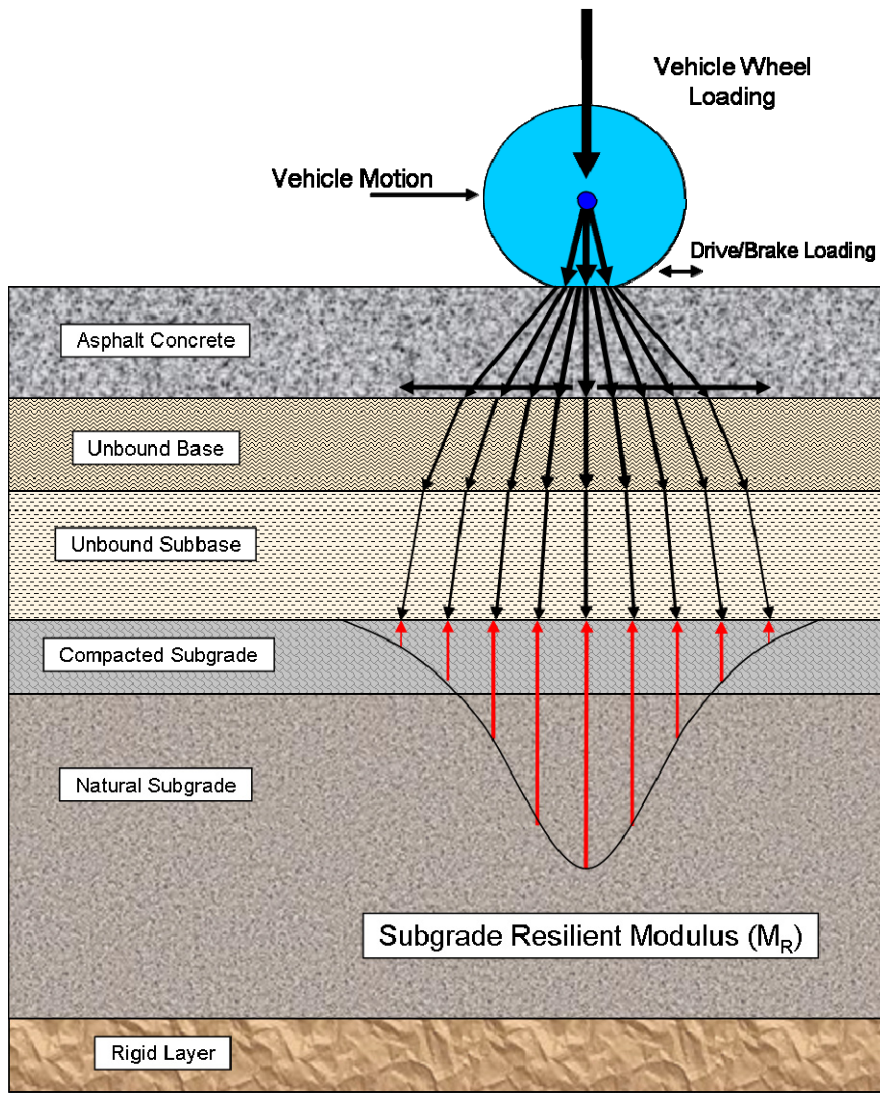 Vehicle Wheel
Loading
Vehicle Motion
Drive/Brake Loading
Asphalt Concrete
Unbound Base
Unbound Subbase
Compacted Subgrade
Natural Subgrade
Subgrade Resilient Modulus (M_R)
Rigid Layer